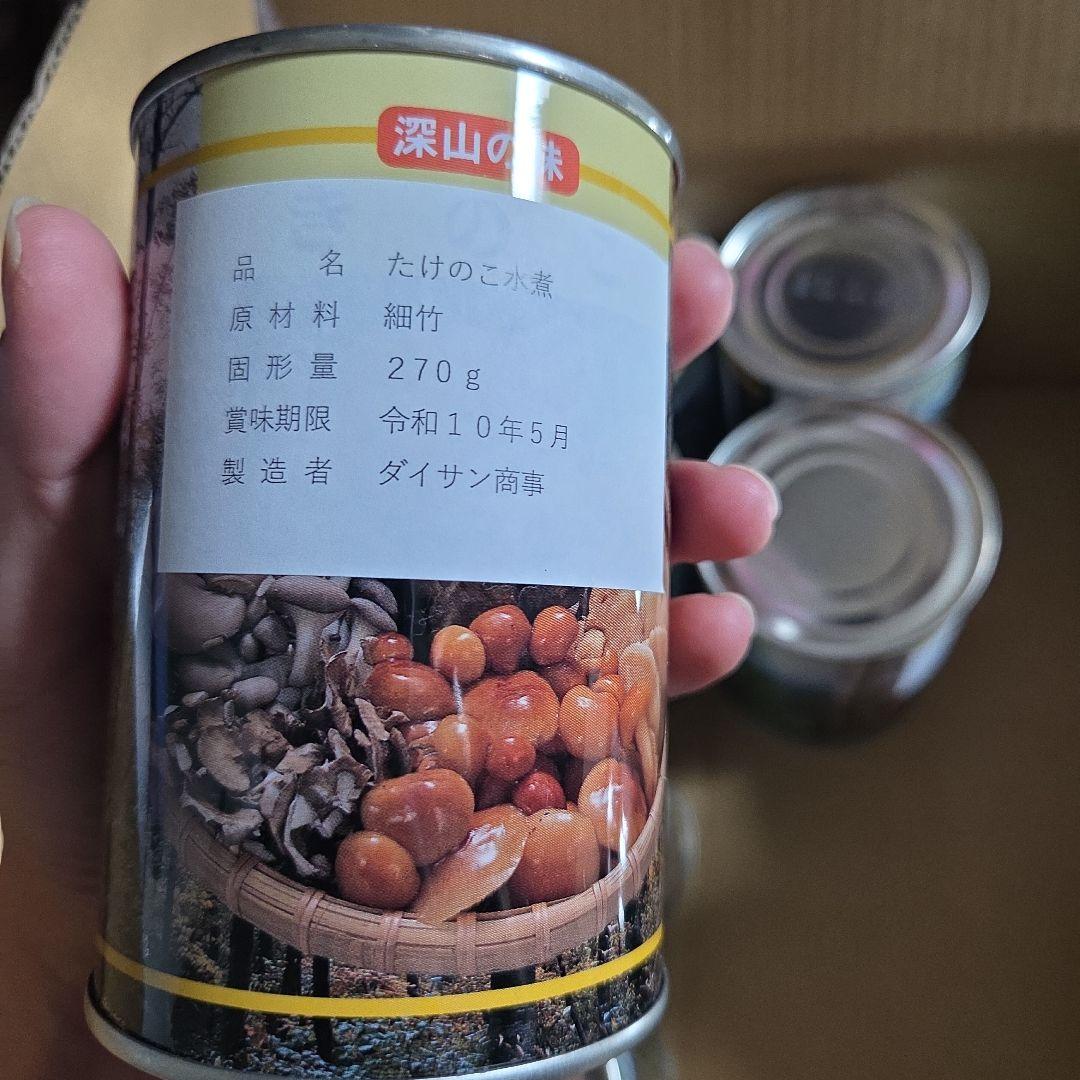 深山の味
品名 たけのこ水煮
原材料 細竹
固形量 270g
賞味期限 令和10年5月
製造者 ダイサン商事